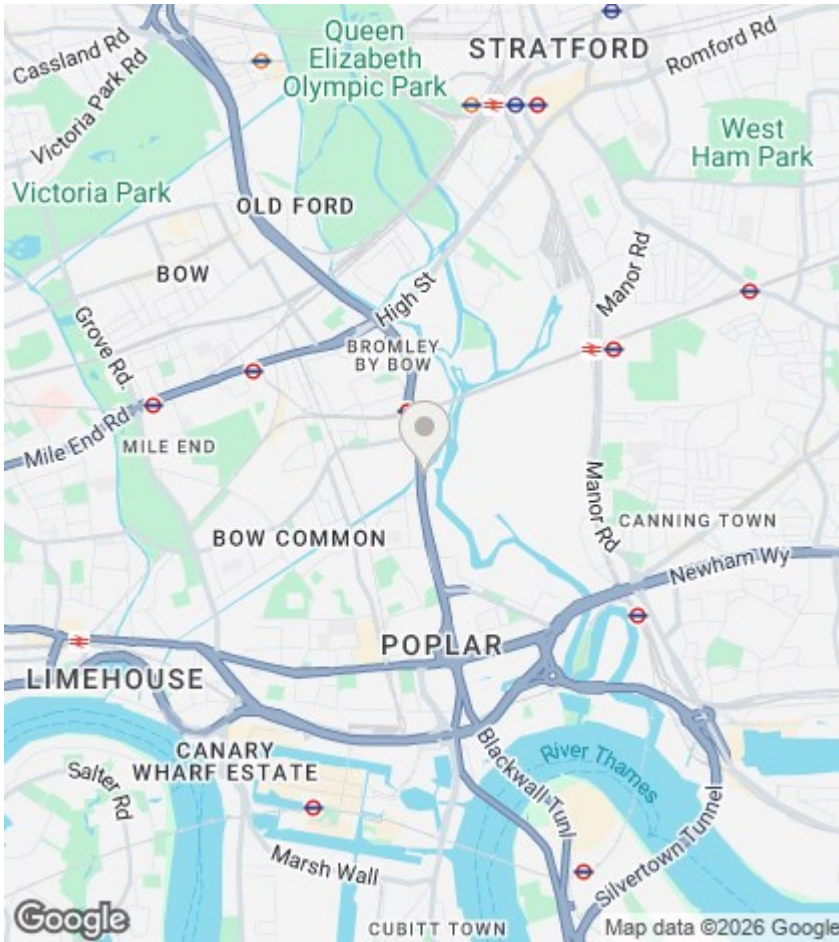 Cassland Rd
Victoria Park Rd
Queen
Elizabeth
Olympic Park
STRATFORD
Romford Rd
West
Ham Park
Victoria Park
OLD FORD
BOW
Grove Rd.
High St
Manor Rd
BROMLEY
BY BOW
Mile End Rd
MILE END
BOW COMMON
Manor Rd
CANNING TOWN
Newham Wy
POPLAR
LIMEHOUSE
CANARY
WHARF ESTATE
Salter Rd
Blackwall Tunl
River Thames
Silvertown Tunnel
Marsh Wall
CUBITT TOWN
Google
Map data ©2026 Google